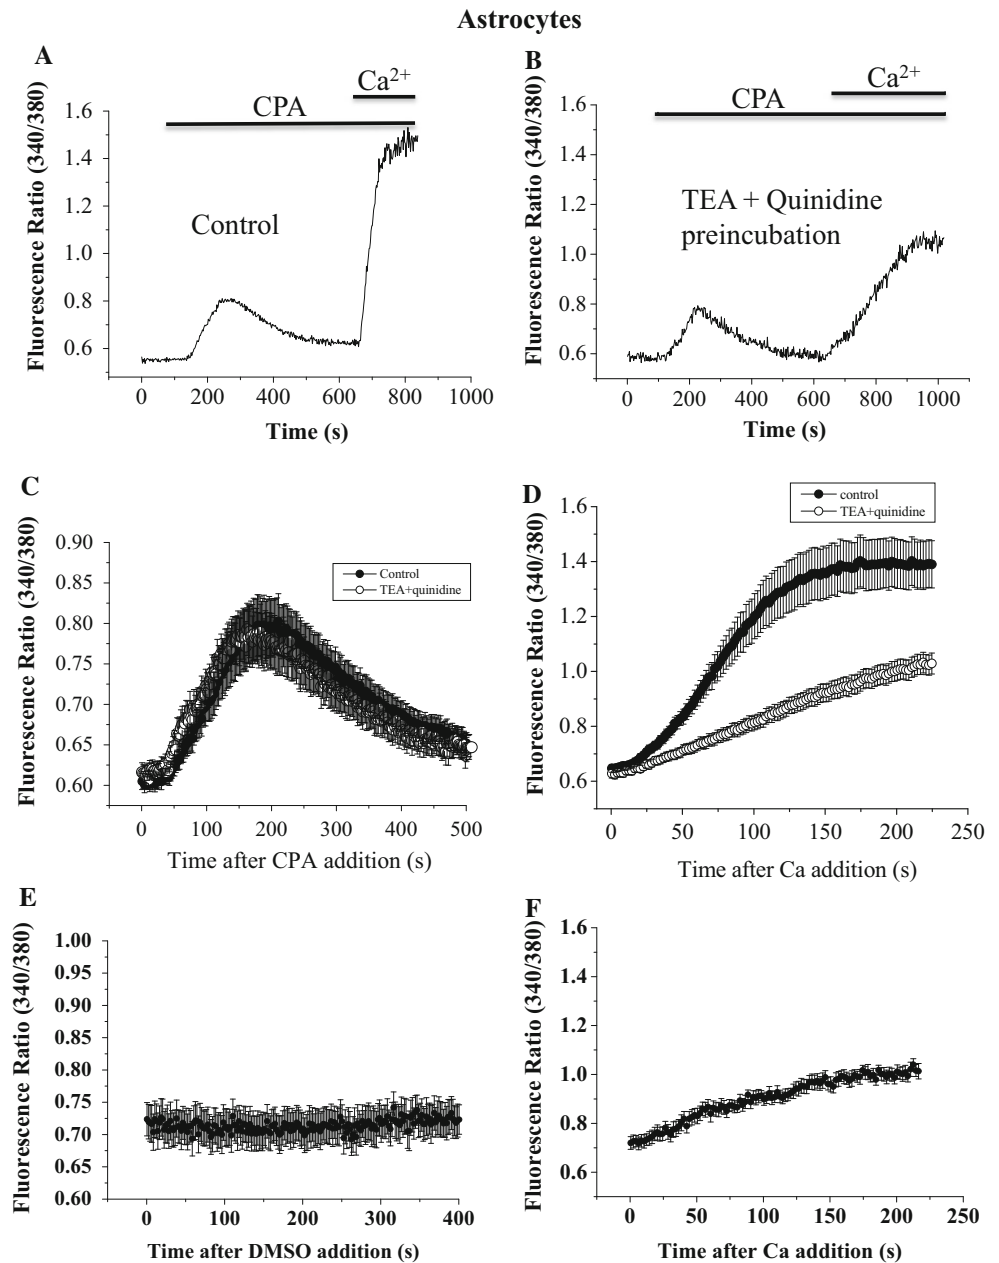 Astrocytes
A
Ca2+
CPA
1.6
1.4
1.2
1.0
0.8
0.6
Fluorescence Ratio (340/380)
Control
0 200 400 600 800 1000
Time (s)
B
Ca2+
CPA
1.6
1.4
1.2
1.0
0.8
0.6
Fluorescence Ratio (340/380)
TEA + Quinidine
preincubation
0 200 400 600 800 1000
Time (s)
C
Control
TEA+quinidine
0.90
0.85
0.80
0.75
0.70
0.65
0.60
Fluorescence Ratio (340/380)
0 100 200 300 400 500
Time after CPA addition (s)
D
control
TEA+quinidine
1.6
1.4
1.2
1.0
0.8
0.6
Fluorescence Ratio (340/380)
0 50 100 150 200 250
Time after Ca addition (s)
E
1.00
0.95
0.90
0.85
0.80
0.75
0.70
0.65
0.60
Fluorescence Ratio (340/380)
0 100 200 300 400
Time after DMSO addition (s)
F
1.6
1.4
1.2
1.0
0.8
0.6
Fluorescence Ratio (340/380)
0 50 100 150 200 250
Time after Ca addition (s)